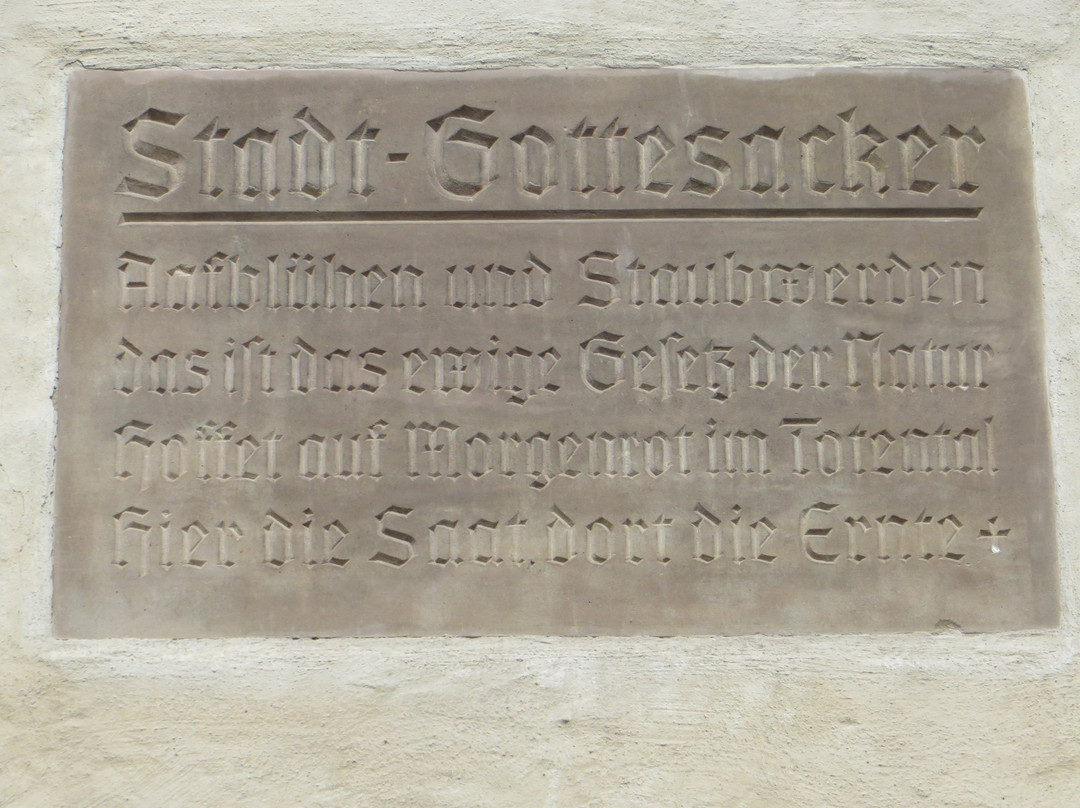 Stadt-Gottesacker
Aufblühen und Staubwerden
das ist das ewige Gesetz der Natur
Hoffet auf Morgenrot im Totental
hier die Saat, dort die Ernte +